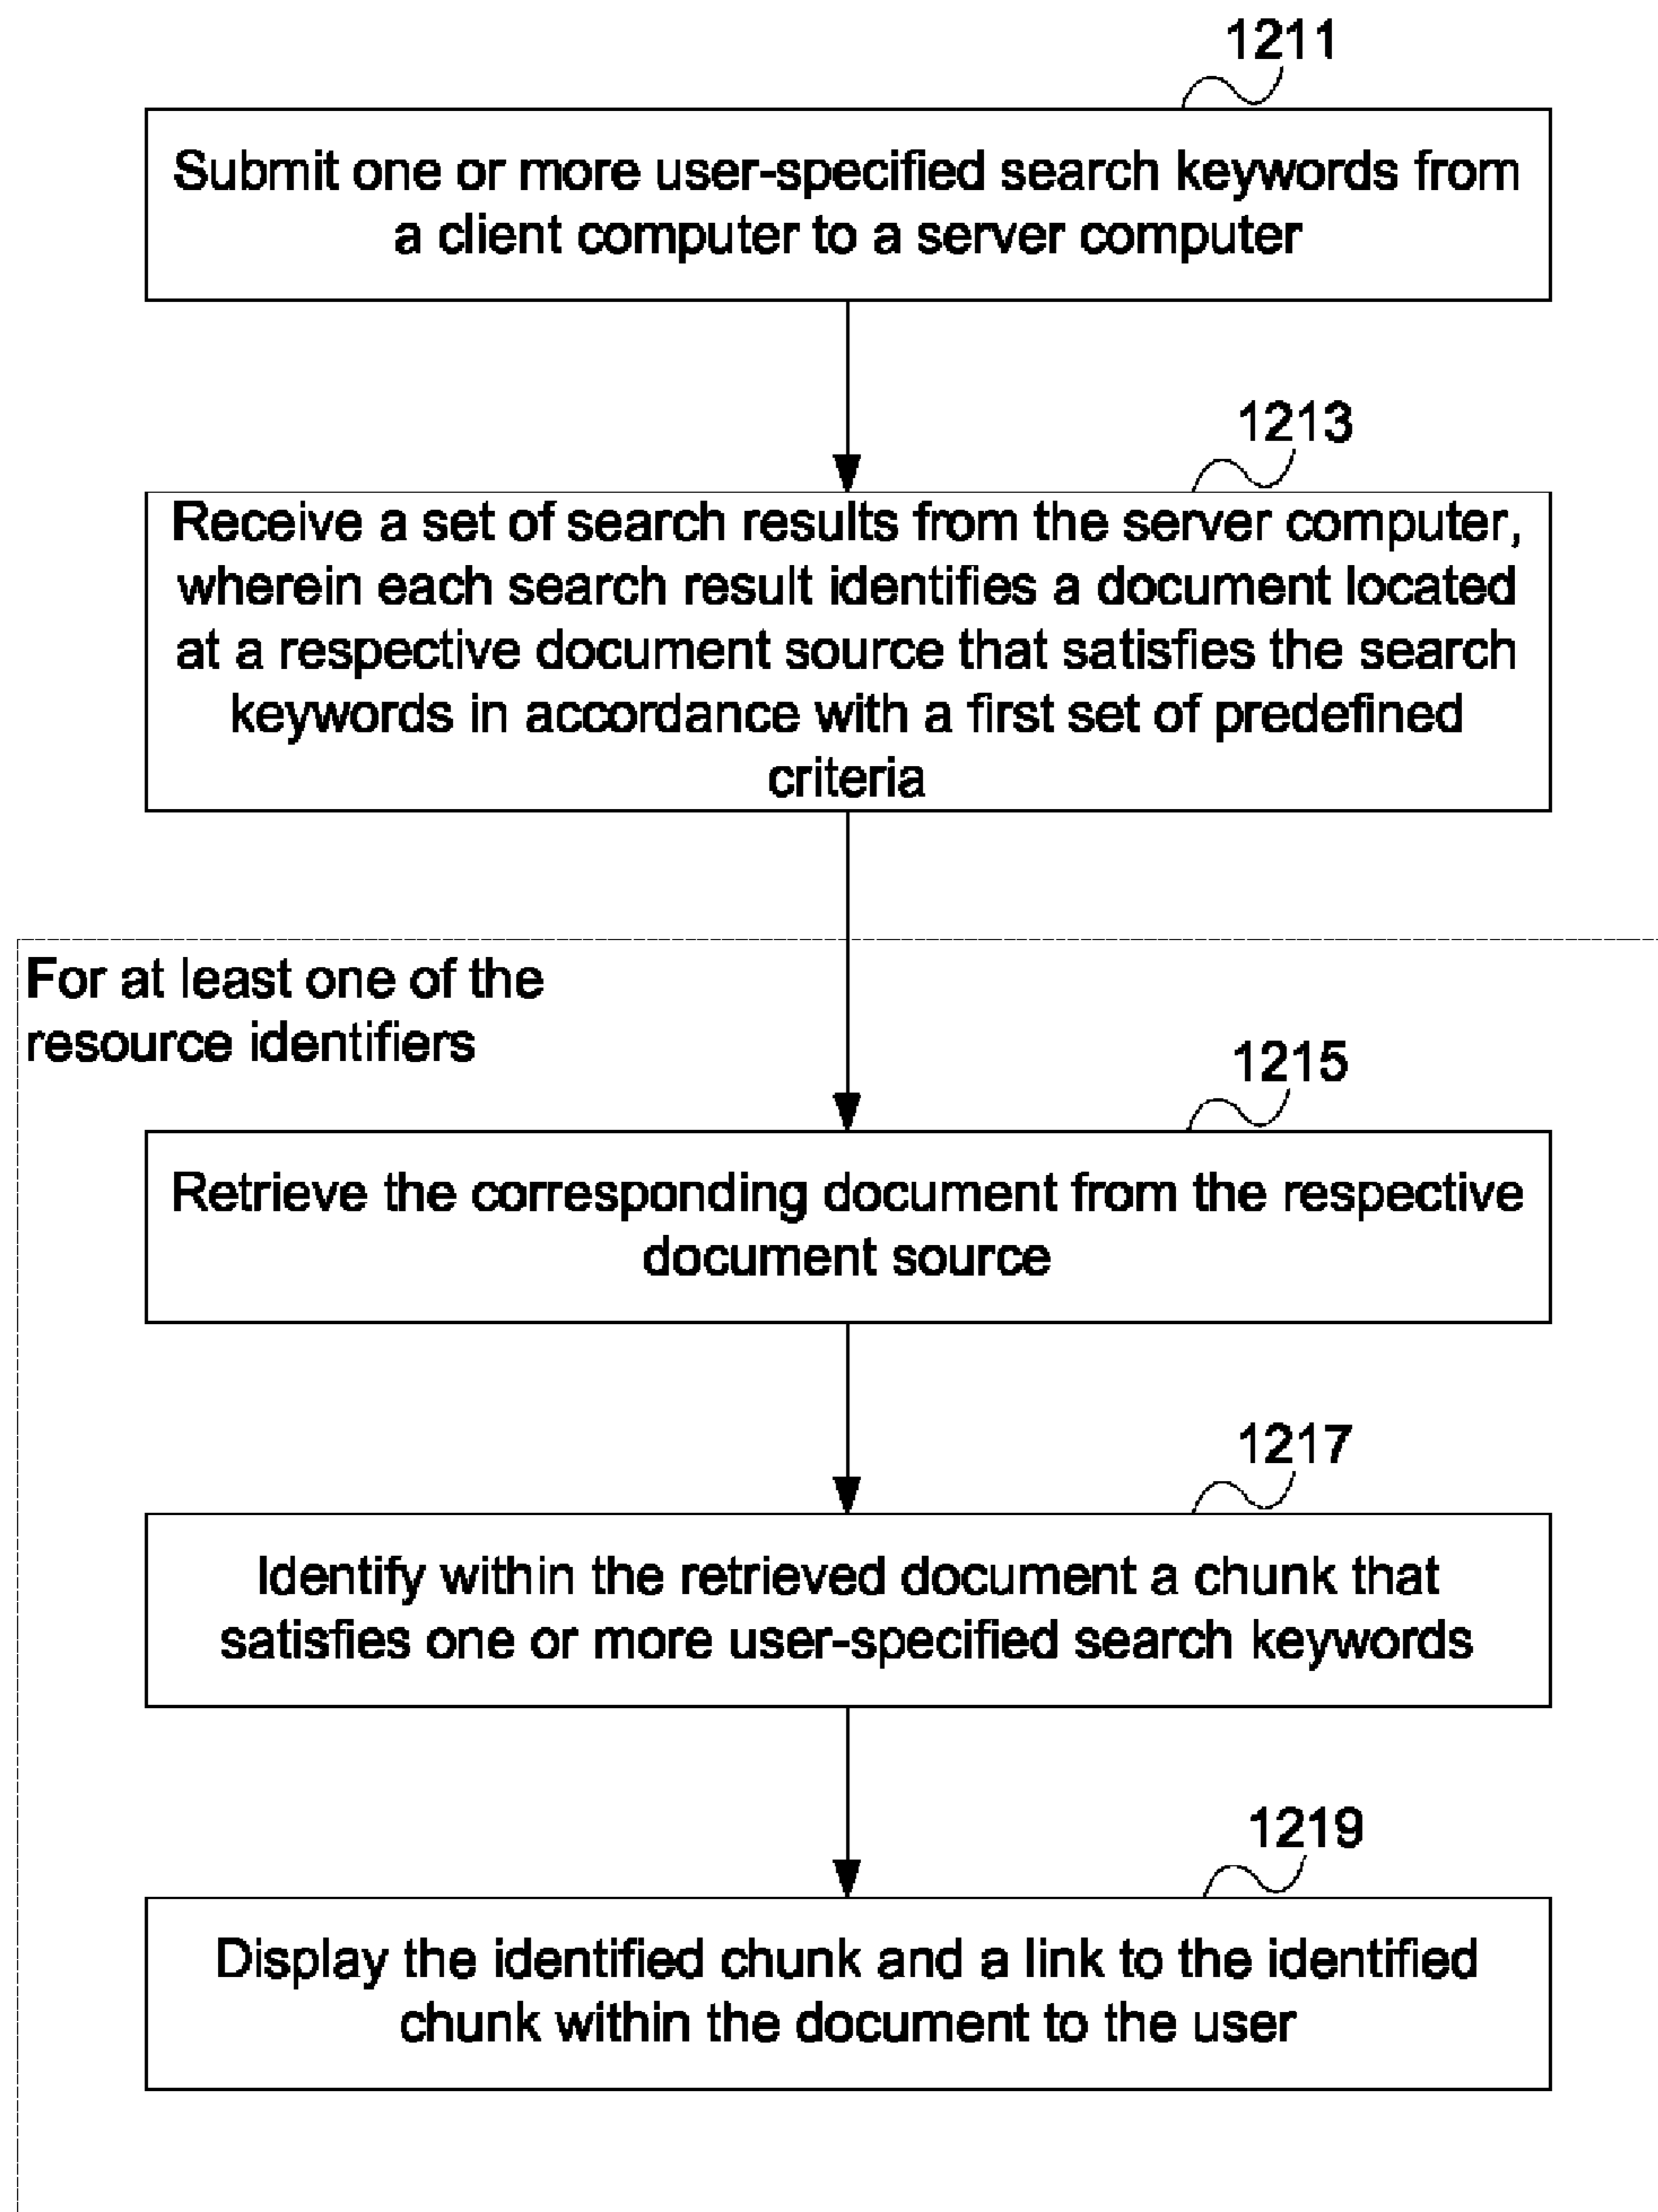 1211
Submit one or more user-specified search keywords from
a client computer to a server computer
1213
Receive a set of search results from the server computer,
wherein each search result identifies a document located
at a respective document source that satisfies the search
keywords in accordance with a first set of predefined
criteria
For at least one of the
resource identifiers
1215
Retrieve the corresponding document from the respective
document source
1217
Identify within the retrieved document a chunk that
satisfies one or more user-specified search keywords
1219
Display the identified chunk and a link to the identified
chunk within the document to the user